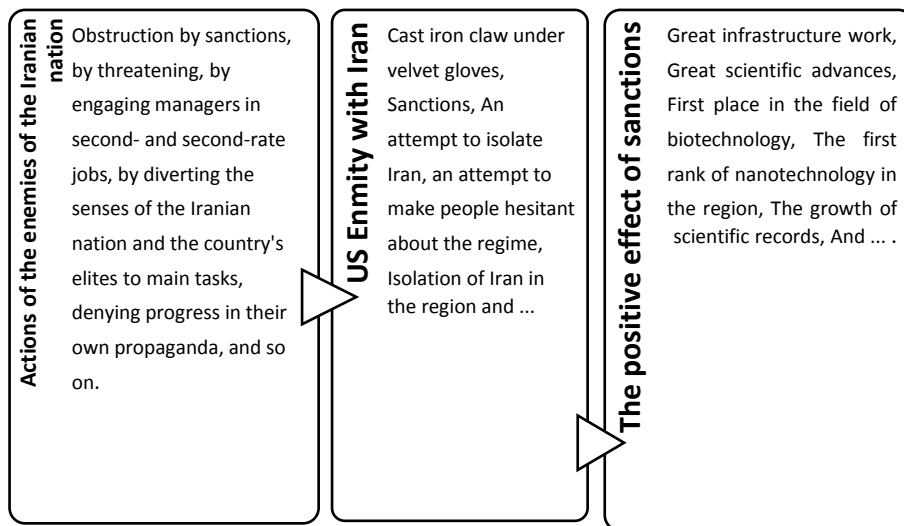 Actions of the enemies of the Iranian
nation
Obstruction by sanctions,
by threatening, by
engaging managers in
second- and second-rate
jobs, by diverting the
senses of the Iranian
nation and the country's
elites to main tasks,
denying progress in their
own propaganda, and so
on.
US Enmity with Iran
Cast iron claw under
velvet gloves,
Sanctions, An
attempt to isolate
Iran, an attempt to
make people hesitant
about the regime,
Isolation of Iran in
the region and ...
The positive effect of sanctions
Great infrastructure work,
Great scientific advances,
First place in the field of
biotechnology, The first
rank of nanotechnology in
the region, The growth of
scientific records, And ... .